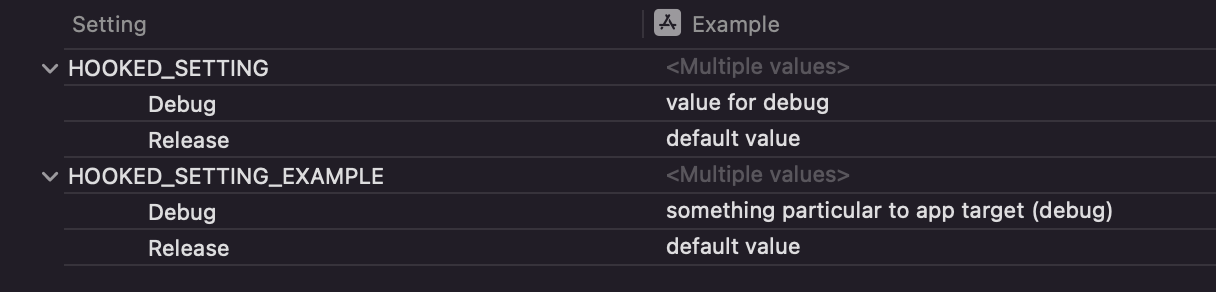 Setting Example
HOOKED_SETTING <Multiple values>
Debug value for debug
Release default value
HOOKED_SETTING_EXAMPLE <Multiple values>
Debug something particular to app target (debug)
Release default value